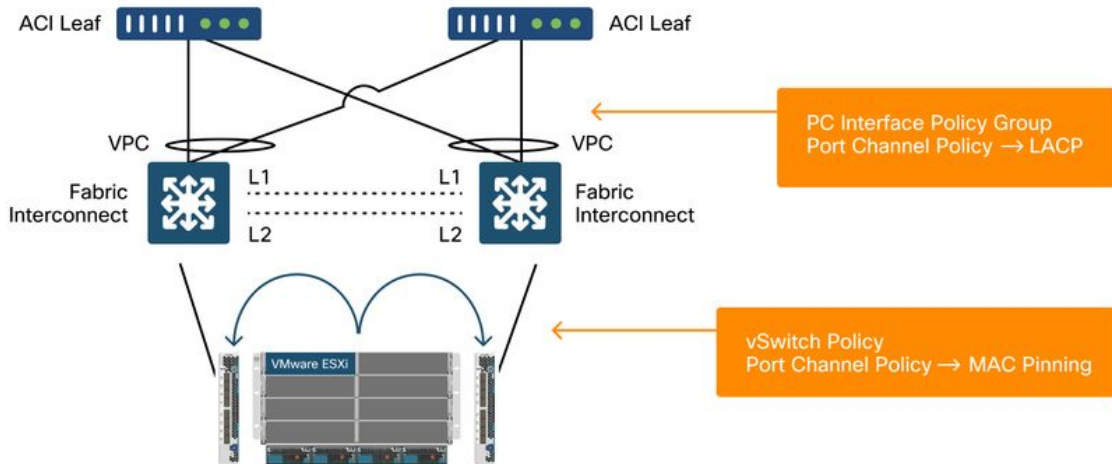 ACI Leaf
ACI Leaf
PC Interface Policy Group
Port Channel Policy → LACP
VPC
VPC
Fabric
Interconnect
L1
L1
L2
L2
Fabric
Interconnect
vSwitch Policy
Port Channel Policy → MAC Pinning
VMware ESXi